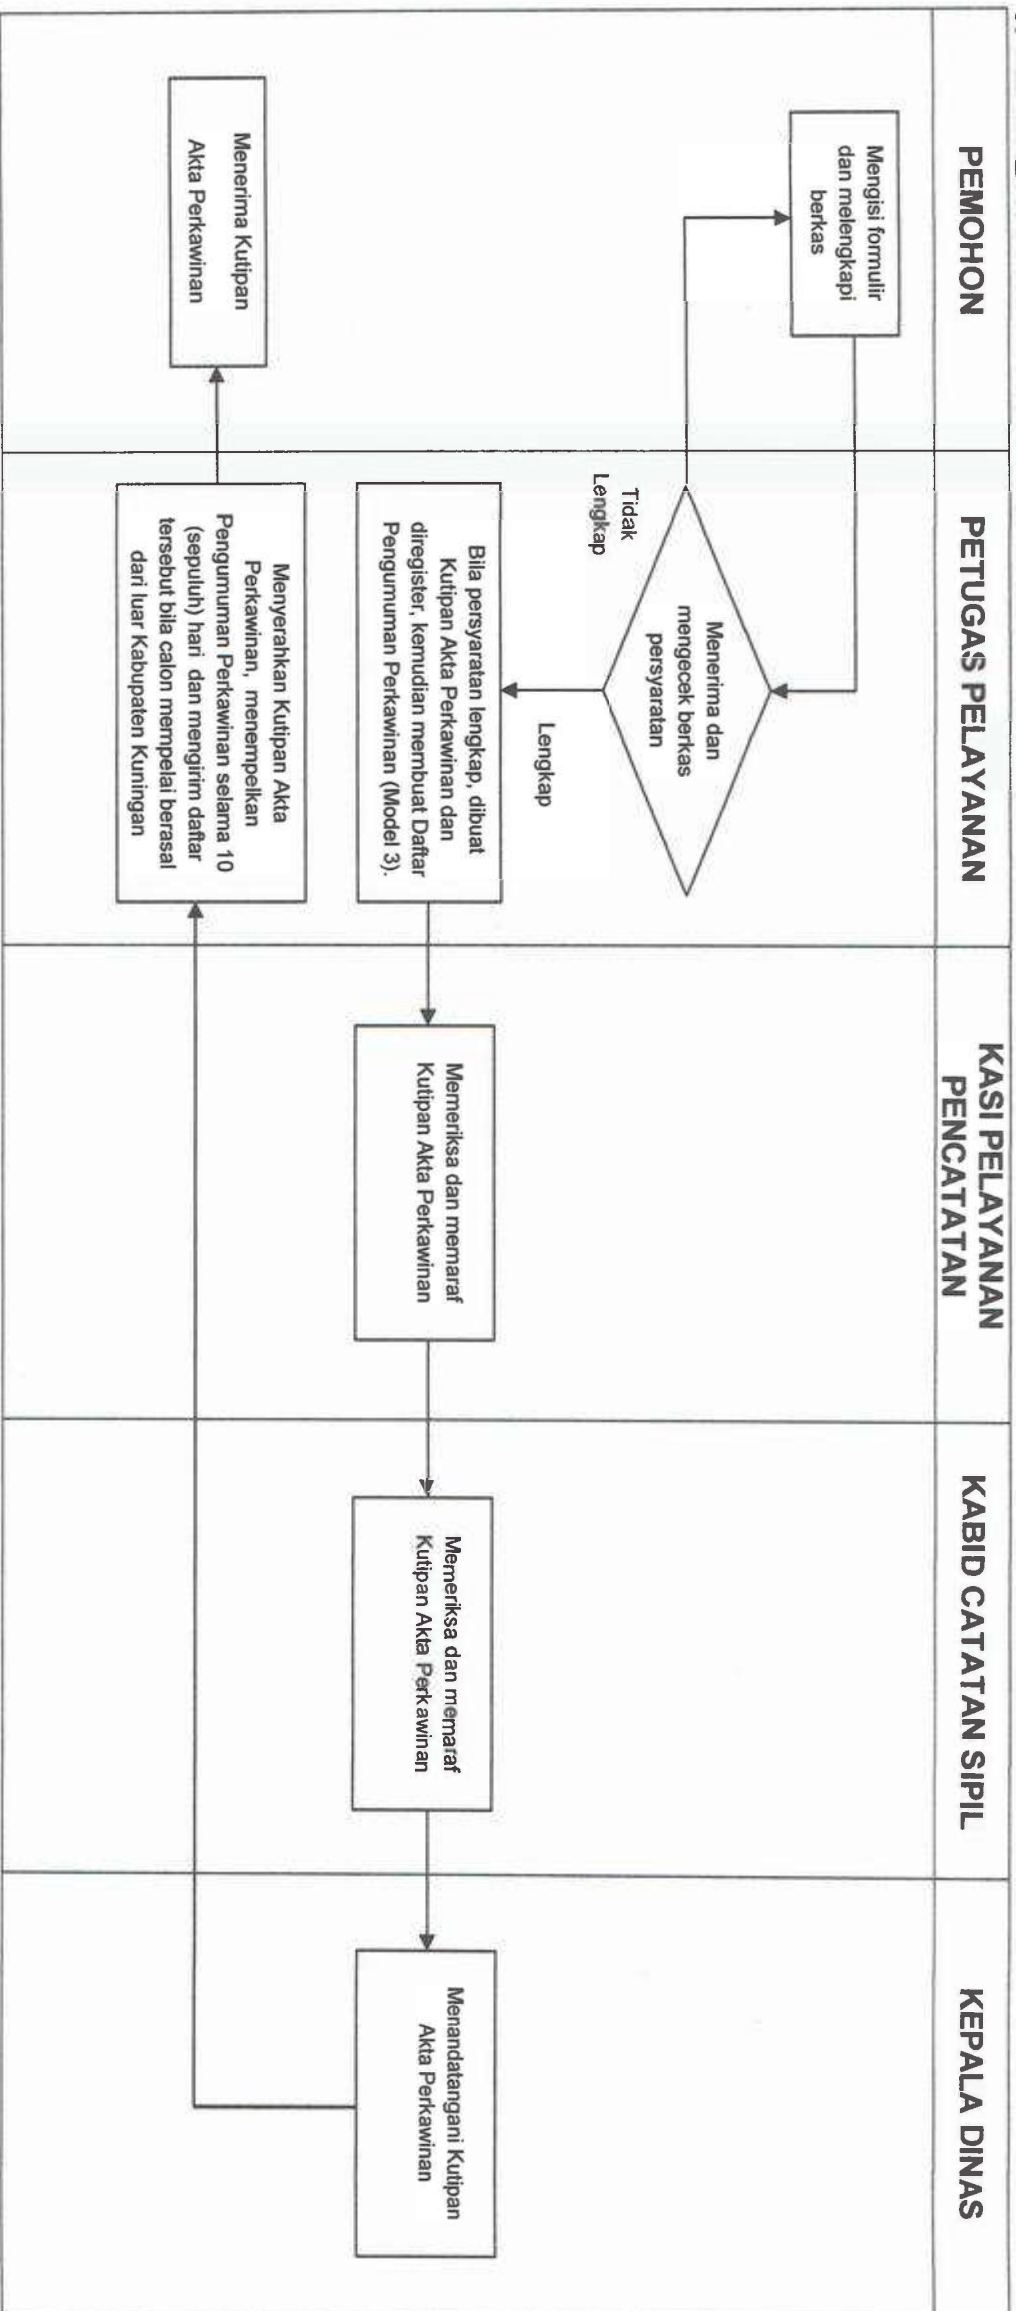 PEMOHON
PETUGAS PELAYANAN
KASI PELAYANAN
PENCATATAN
KABID CATATAN SIPIL
KEPALA DINAS
Mengisi formulir
dan melengkapi
berkas
Menerima dan
mengecek berkas
persyaratan
Tidak
Lengkap
Lengkap
Bila persyaratan lengkap, dibuat
Kutipan Akta Perkawinan dan
diregister, kemudian membuat Daftar
Pengumuman Perkawinan (Model 3).
Memeriksa dan memaraf
Kutipan Akta Perkawinan
Memeriksa dan memaraf
Kutipan Akta Perkawinan
Menandatangani Kutipan
Akta Perkawinan
Menyerahkan Kutipan Akta
Perkawinan, menempelkan
Pengumuman Perkawinan selama 10
(sepuluh) hari dan mengirim daftar
tersebut bila calon mempelai berasal
dari luar Kabupaten Kuningan
Menerima Kutipan
Akta Perkawinan